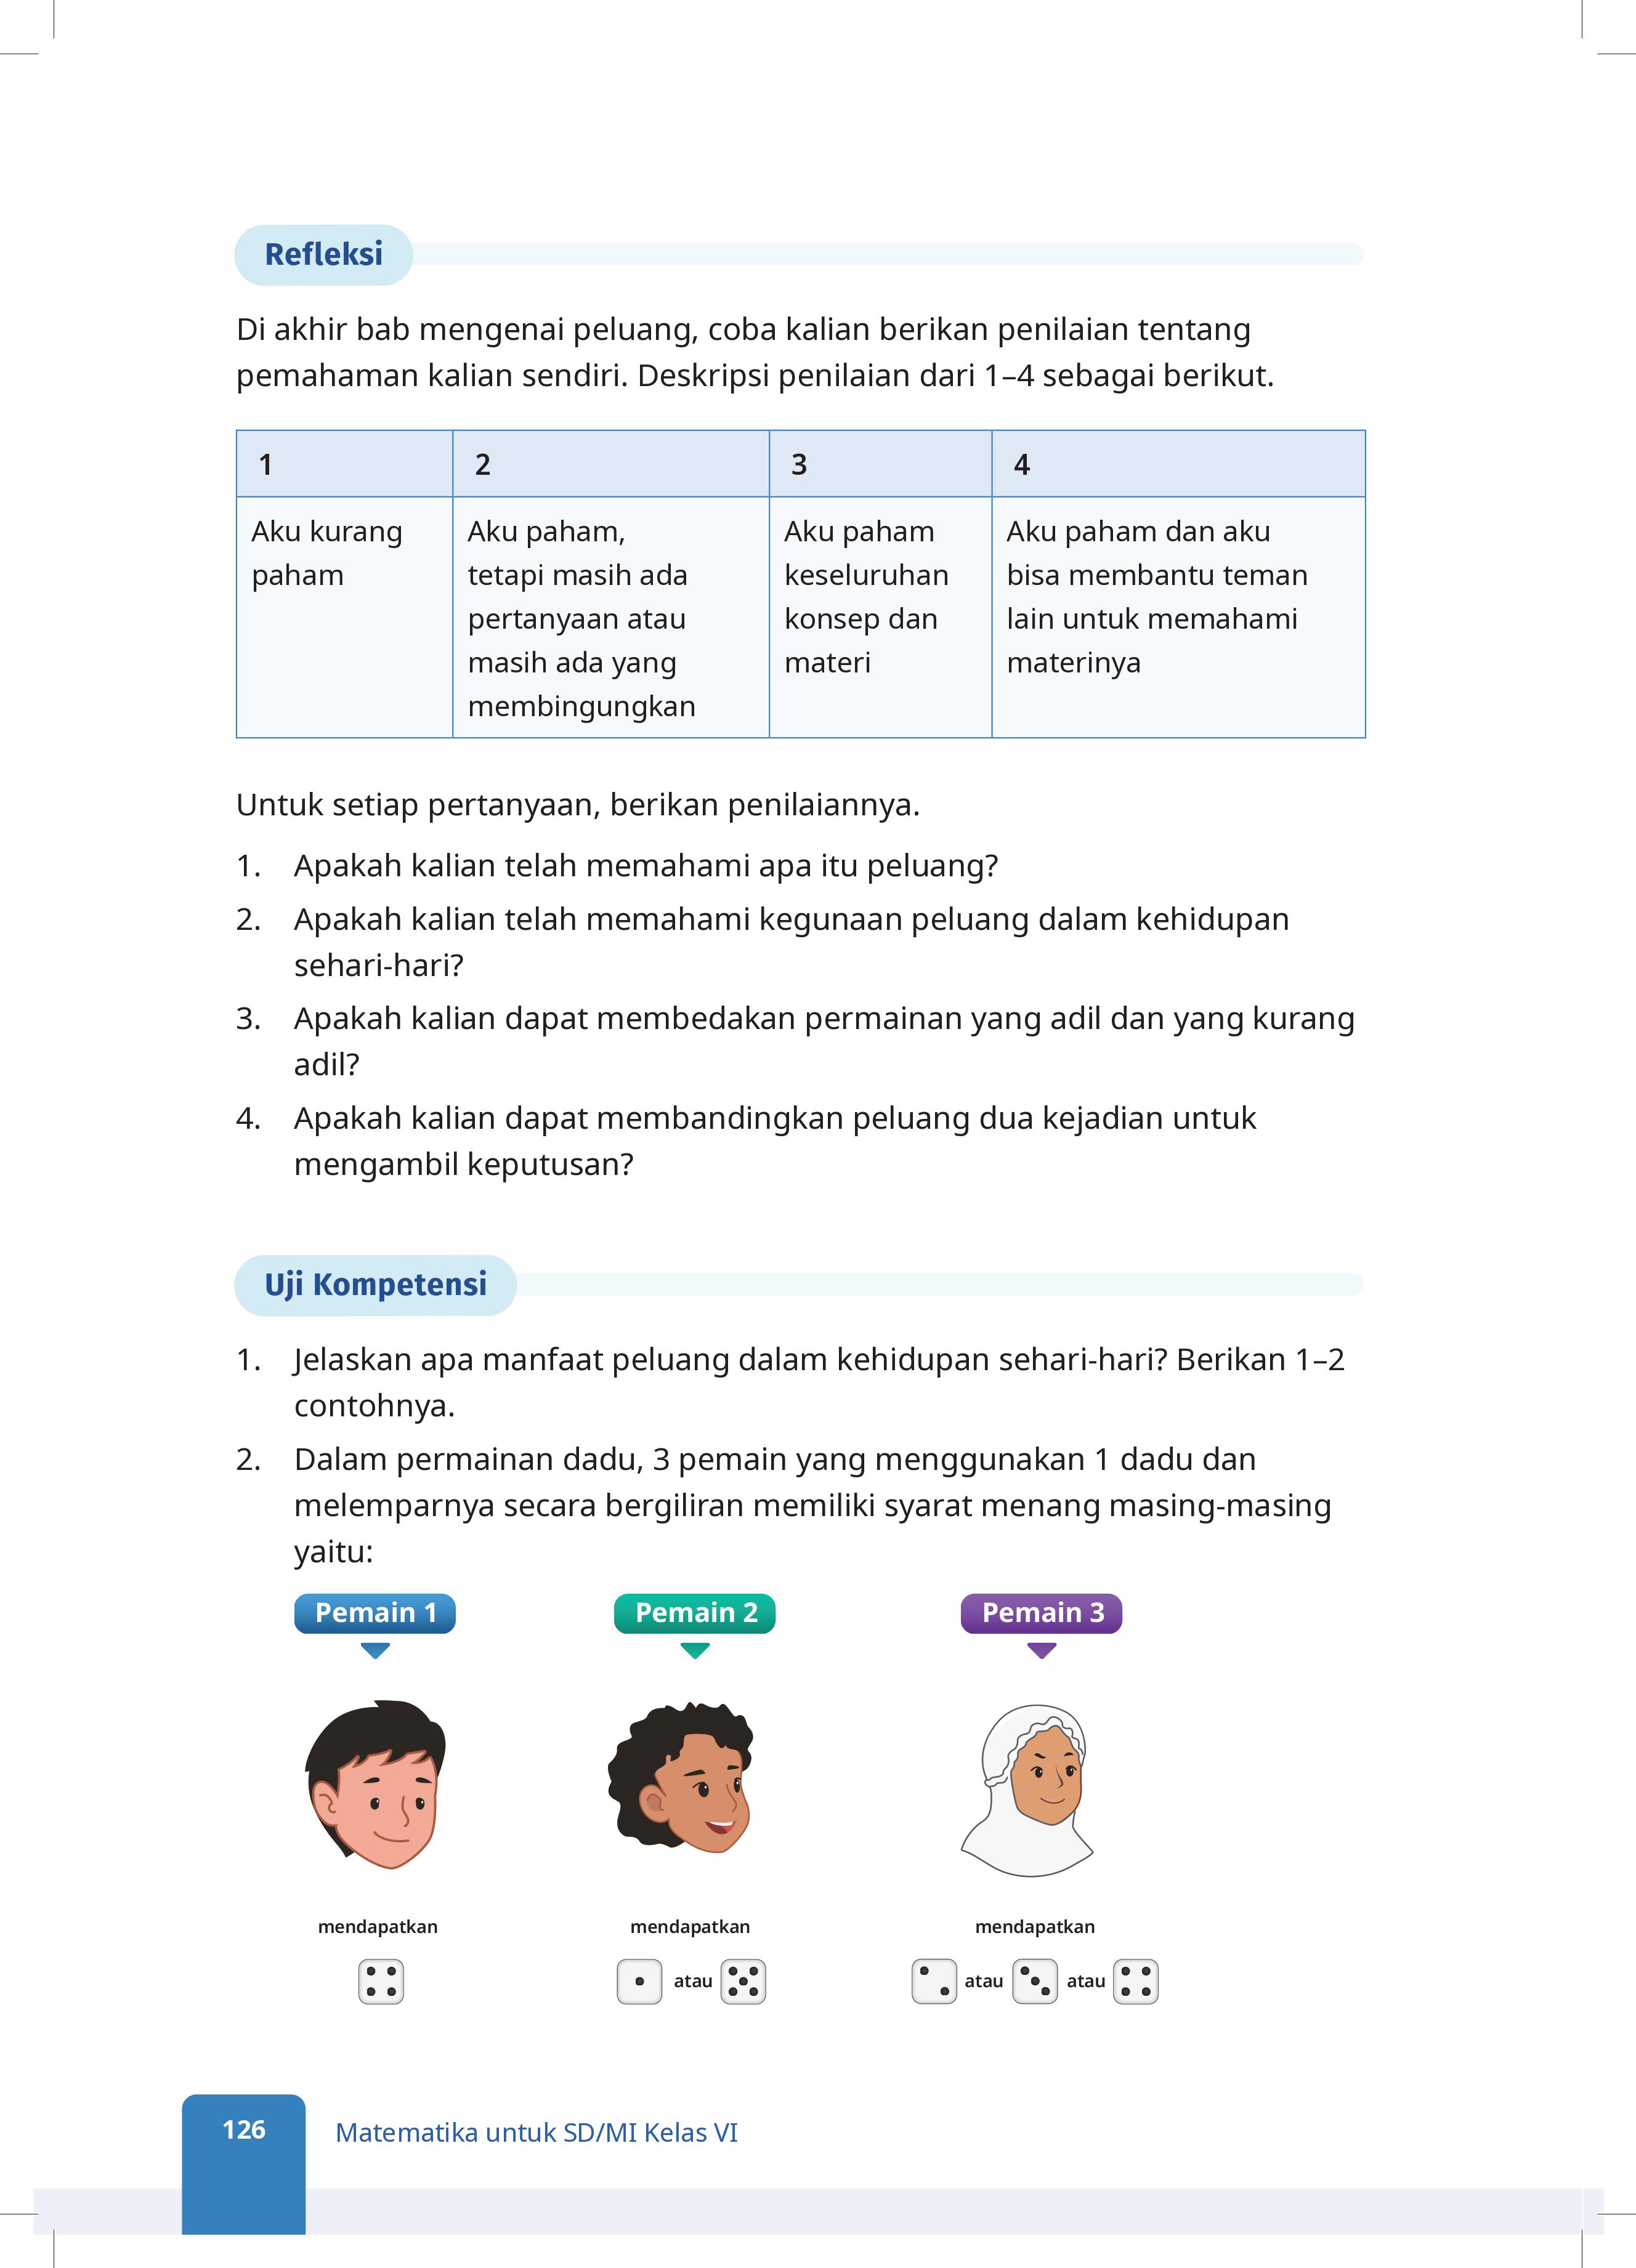 Refleksi
Di akhir bab mengenai peluang, coba kalian berikan penilaian tentang
pemahaman kalian sendiri. Deskripsi penilaian dari 1–4 sebagai berikut.
1 2 3 4
Aku kurang
paham
Aku paham,
tetapi masih ada
pertanyaan atau
masih ada yang
membingungkan
Aku paham
keseluruhan
konsep dan
materi
Aku paham dan aku
bisa membantu teman
lain untuk memahami
materinya
Untuk setiap pertanyaan, berikan penilaiannya.
1. Apakah kalian telah memahami apa itu peluang?
2. Apakah kalian telah memahami kegunaan peluang dalam kehidupan
sehari-hari?
3. Apakah kalian dapat membedakan permainan yang adil dan yang kurang
adil?
4. Apakah kalian dapat membandingkan peluang dua kejadian untuk
mengambil keputusan?
Uji Kompetensi
1. Jelaskan apa manfaat peluang dalam kehidupan sehari-hari? Berikan 1–2
contohnya.
2. Dalam permainan dadu, 3 pemain yang menggunakan 1 dadu dan
melemparnya secara bergiliran memiliki syarat menang masing-masing
yaitu:
Pemain 1 Pemain 2 Pemain 3
mendapatkan mendapatkan mendapatkan
atau atau atau
126 Matematika untuk SD/MI Kelas VI